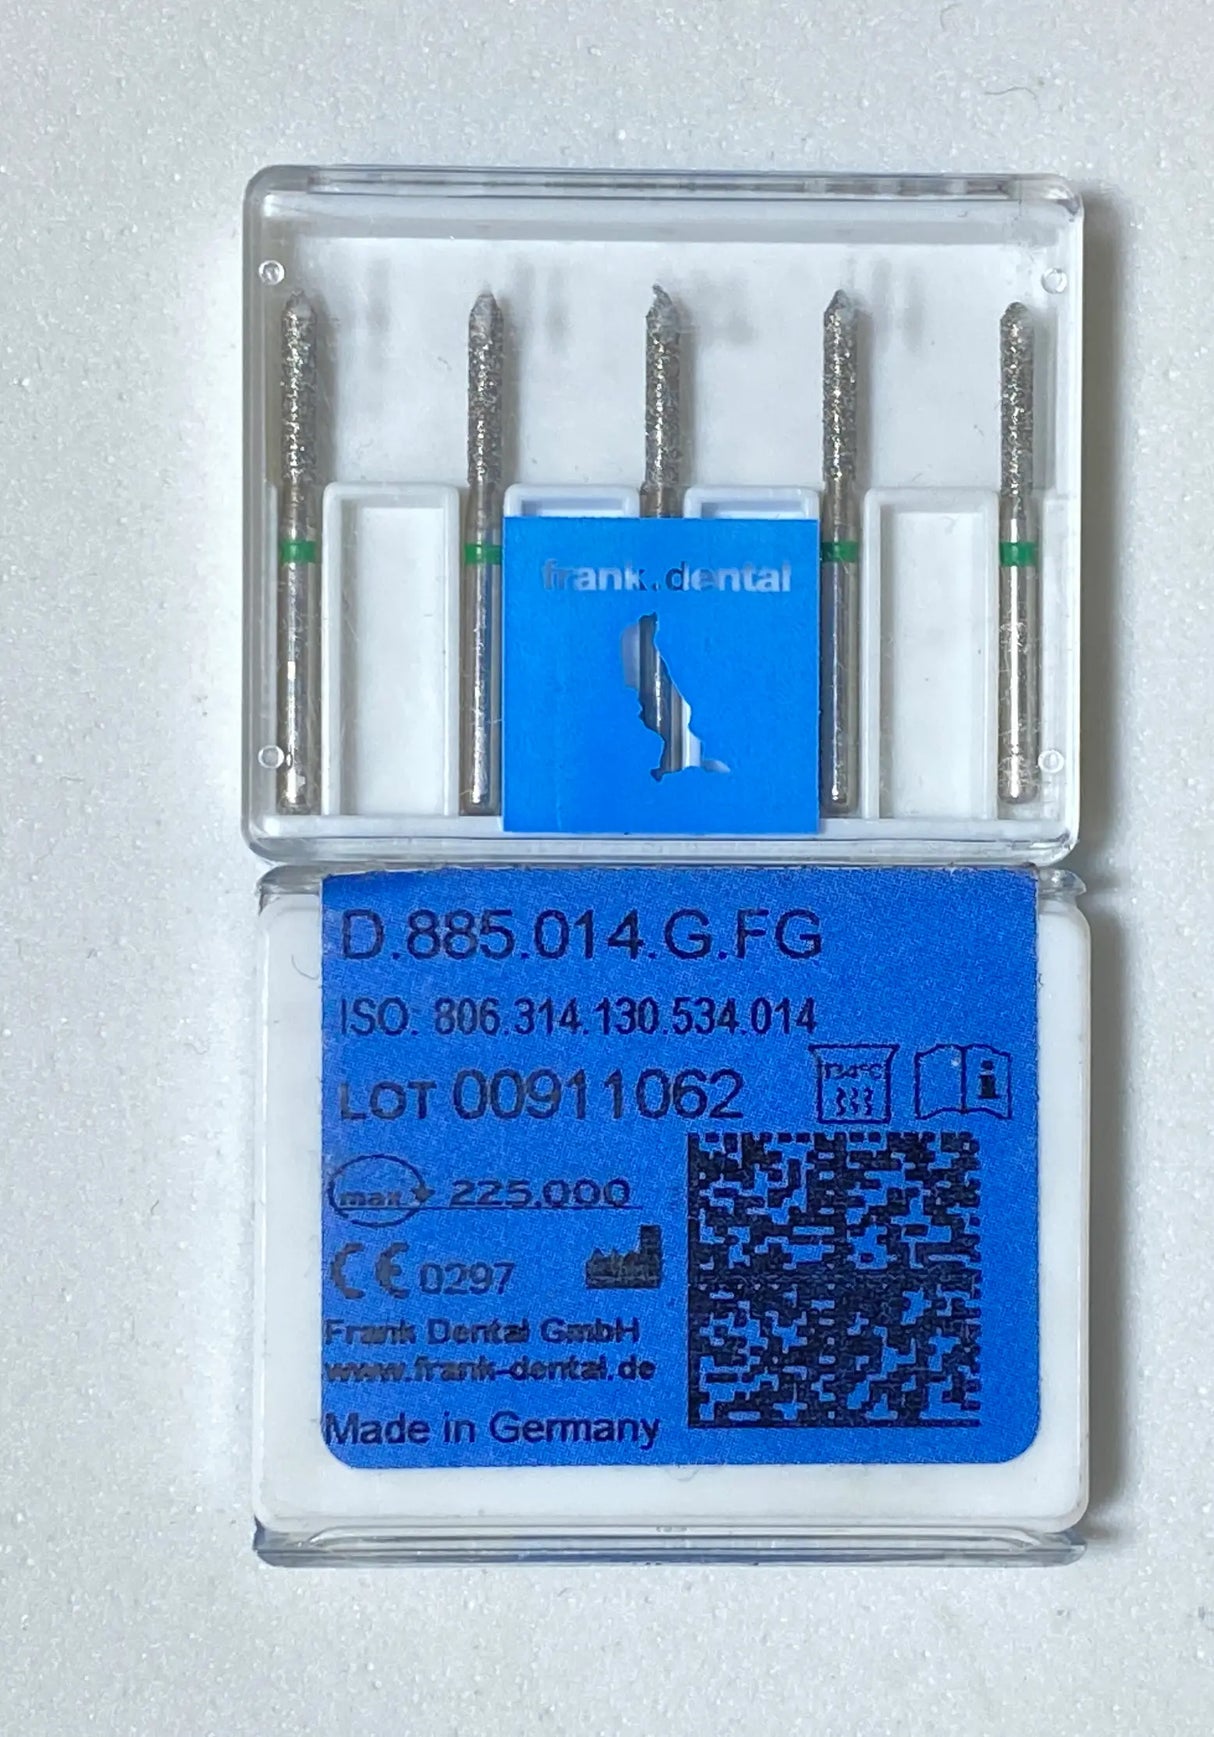 frank.dental
D.885.014.G.FG
ISO. 806.314.130.534.014
LOT 00911062
134°C
i
max. 225.000
CE 0297
Frank Dental GmbH
www.frank-dental.de
Made in Germany